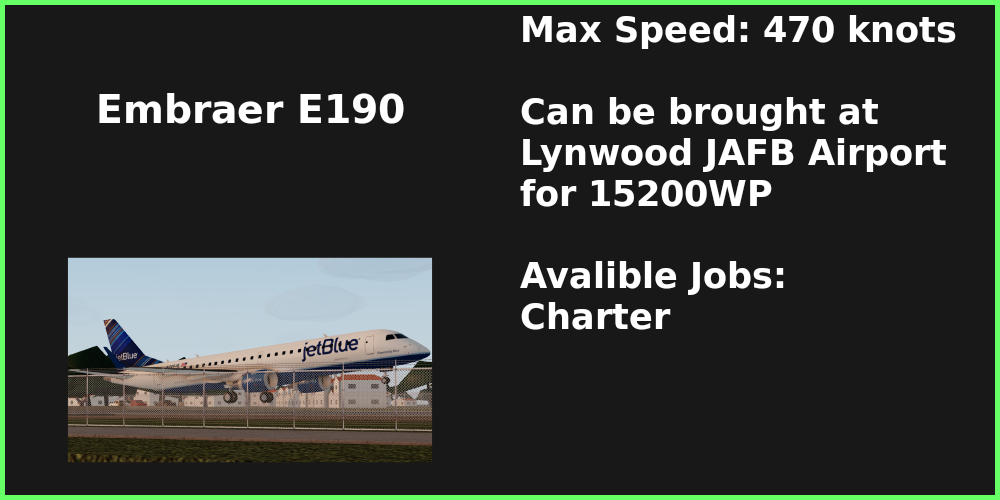 Embraer E190
Max Speed: 470 knots
Can be brought at
Lynwood JAFB Airport
for 15200WP
Avalible Jobs:
Charter
jetBlue
jetBlue